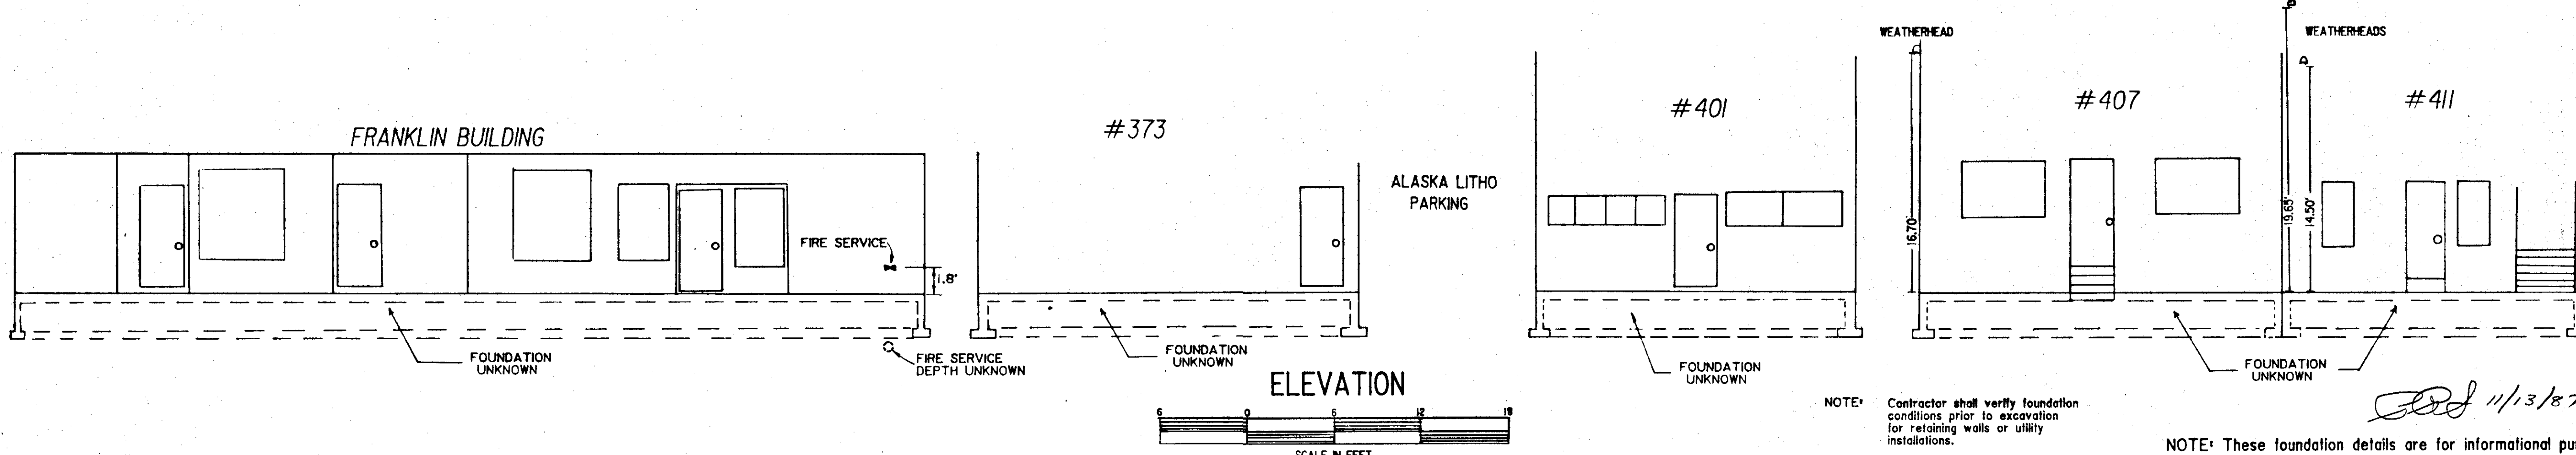 WEATHERHEAD
WEATHERHEADS
FRANKLIN BUILDING
#373
#401
#407
#411
ALASKA LITHO
PARKING
FIRE SERVICE
1.8'
16.70'
19.65'
14.50'
FOUNDATION
UNKNOWN
FIRE SERVICE
DEPTH UNKNOWN
FOUNDATION
UNKNOWN
FOUNDATION
UNKNOWN
FOUNDATION
UNKNOWN
ELEVATION
6 0 6 12 18
SCALE IN FEET
NOTE: Contractor shall verify foundation
conditions prior to excavation
for retaining walls or utility
installations.
11/13/87
NOTE: These foundation details are for informational